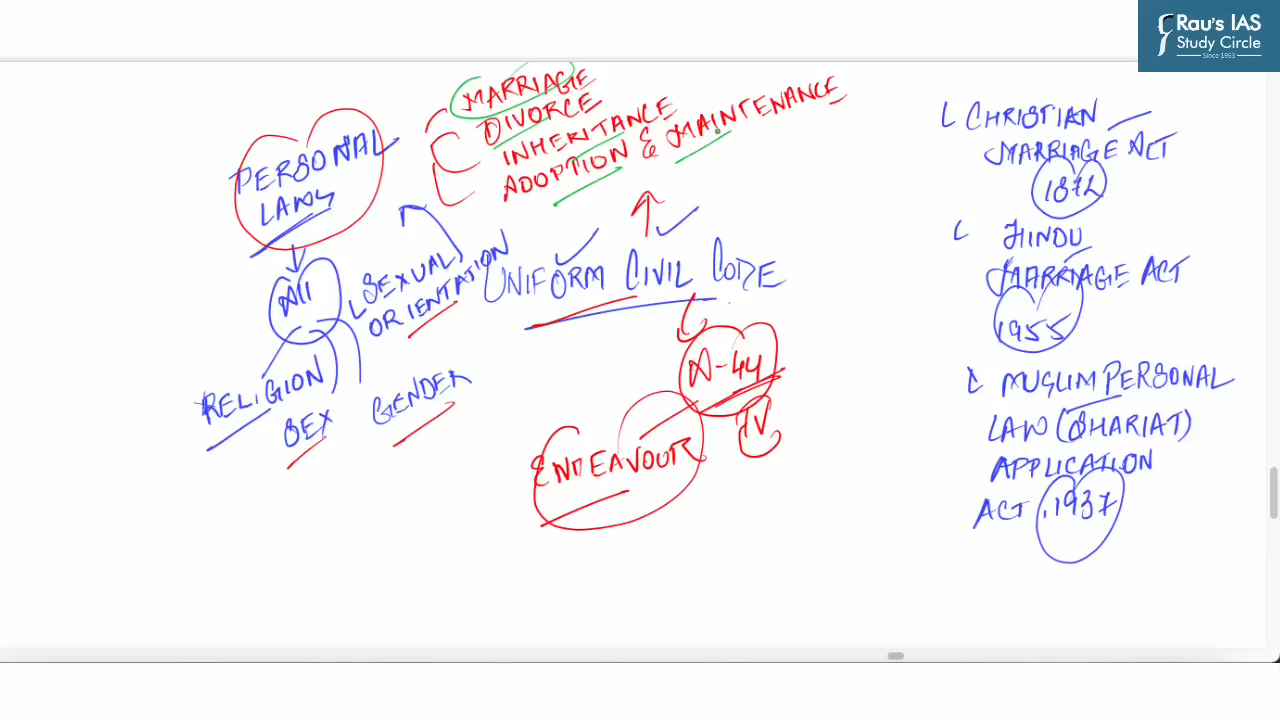 Rau's IAS
Study Circle
Since 1953
MARRIAGE
DIVORCE
INHERITANCE
ADOPTION & MAINTENANCE
PERSONAL
LAWS
All
RELIGION
SEX
GENDER
SEXUAL
ORIENTATION
UNIFORM CIVIL CODE
A-44
IV
ENDEAVOUR
CHRISTIAN
MARRIAGE ACT
1872
HINDU
MARRIAGE ACT
1955
MUSLIM PERSONAL
LAW (SHARIAT)
APPLICATION
ACT, 1937